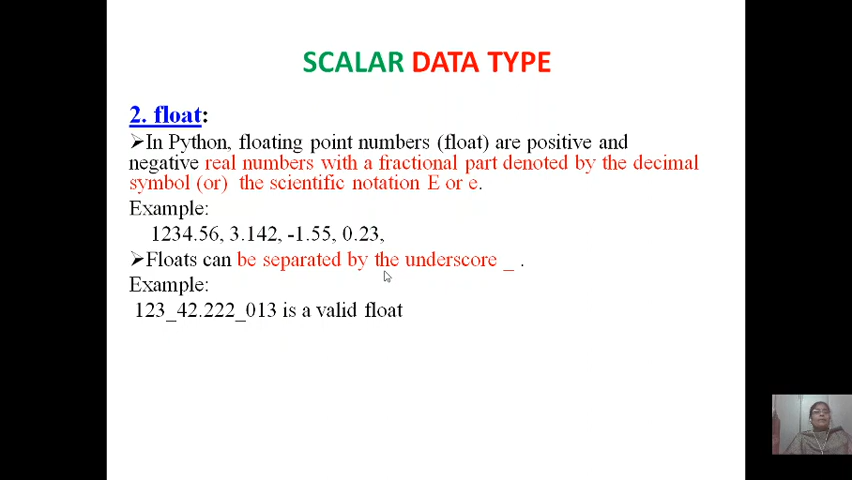 SCALAR DATA TYPE
2. float:
➢In Python, floating point numbers (float) are positive and
negative real numbers with a fractional part denoted by the decimal
symbol (or) the scientific notation E or e.
Example:
1234.56, 3.142, -1.55, 0.23,
➢Floats can be separated by the underscore _ .
Example:
123_42.222_013 is a valid float